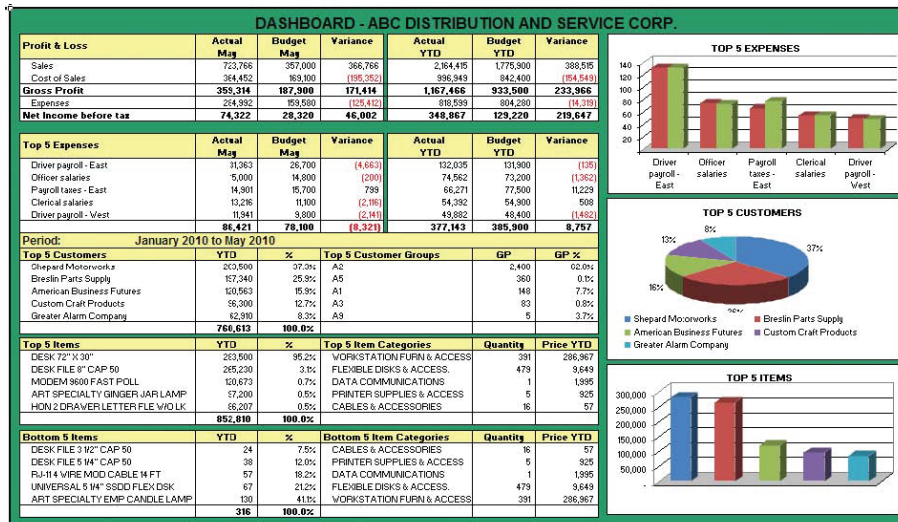 DASHBOARD - ABC DISTRIBUTION AND SERVICE CORP.
Profit & Loss Actual May Budget May Variance Actual YTD Budget YTD Variance
Sales 723,766 357,000 366,766 2,164,415 1,775,900 388,515
Cost of Sales 364,452 169,100 (195,352) 996,949 842,400 (154,549)
Gross Profit 359,314 187,900 171,414 1,167,466 933,500 233,966
Expenses 284,992 159,580 (125,412) 818,599 804,280 (14,319)
Net Income before tax 74,322 28,320 46,002 348,867 129,220 219,647
Top 5 Expenses Actual May Budget May Variance Actual YTD Budget YTD Variance
Driver payroll - East 31,363 26,700 (4,663) 132,035 131,900 (135)
Officer salaries 15,000 14,800 (200) 74,562 73,200 (1,362)
Payroll taxes - East 14,901 15,700 799 66,271 77,500 11,229
Clerical salaries 13,216 11,100 (2,116) 54,392 54,900 508
Driver payroll - West 11,941 9,800 (2,141) 49,882 48,400 (1,482)
86,421 78,100 (8,321) 377,143 385,900 8,757
Period: January 2010 to May 2010
Top 5 Customers YTD % Top 5 Customer Groups GP GP %
Shepard Motorworks 283,500 37.3% A2 2,400 62.0%
Breslin Parts Supply 197,340 25.9% A5 360 0.1%
American Business Futures 120,563 15.9% A1 148 7.7%
Custom Craft Products 96,300 12.7% A3 83 0.8%
Greater Alarm Company 62,910 8.3% A9 5 3.7%
760,613 100.0%
Top 5 Items YTD % Top 5 Item Categories Quantity Price YTD
DESK 72" X 30" 283,500 95.2% WORKSTATION FURN & ACCESS 391 286,967
DESK FILE 8" CAP 50 265,230 3.1% FLEXIBLE DISKS & ACCESS. 479 9,649
MODEM 9600 FAST POLL 120,673 0.7% DATA COMMUNICATIONS 1 1,995
ART SPECIALTY GINGER JAR LAMP 97,200 0.5% PRINTER SUPPLIES & ACCESS 5 925
HON 2 DRAVER LETTER FLE W/O LK 86,207 0.5% CABLES & ACCESSORIES 16 57
852,810 100.0%
Bottom 5 Items YTD % Bottom 5 Item Categories Quantity Price YTD
DESK FILE 3 1/2" CAP 50 24 7.5% CABLES & ACCESSORIES 16 57
DESK FILE 5 1/4" CAP 50 38 12.0% PRINTER SUPPLIES & ACCESS 5 925
RJ-114 WIRE MOD CABLE 14 FT 57 18.2% DATA COMMUNICATIONS 1 1,995
UNIVERSAL 5 1/4" SSDD FLEX DSK 67 21.2% FLEXIBLE DISKS & ACCESS. 479 9,649
ART SPECIALTY EMP CANDLE LAMP 130 41.1% WORKSTATION FURN & ACCESS 391 286,967
316 100.0%
TOP 5 EXPENSES
140
120
100
80
60
40
20
Driver payroll - East Officer salaries Payroll taxes - East Clerical salaries Driver payroll - West
TOP 5 CUSTOMERS
8%
13%
37%
16%
26%
Shepard Motorworks Breslin Parts Supply
American Business Futures Custom Craft Products
Greater Alarm Company
TOP 5 ITEMS
300,000
250,000
200,000
150,000
100,000
50,000
-